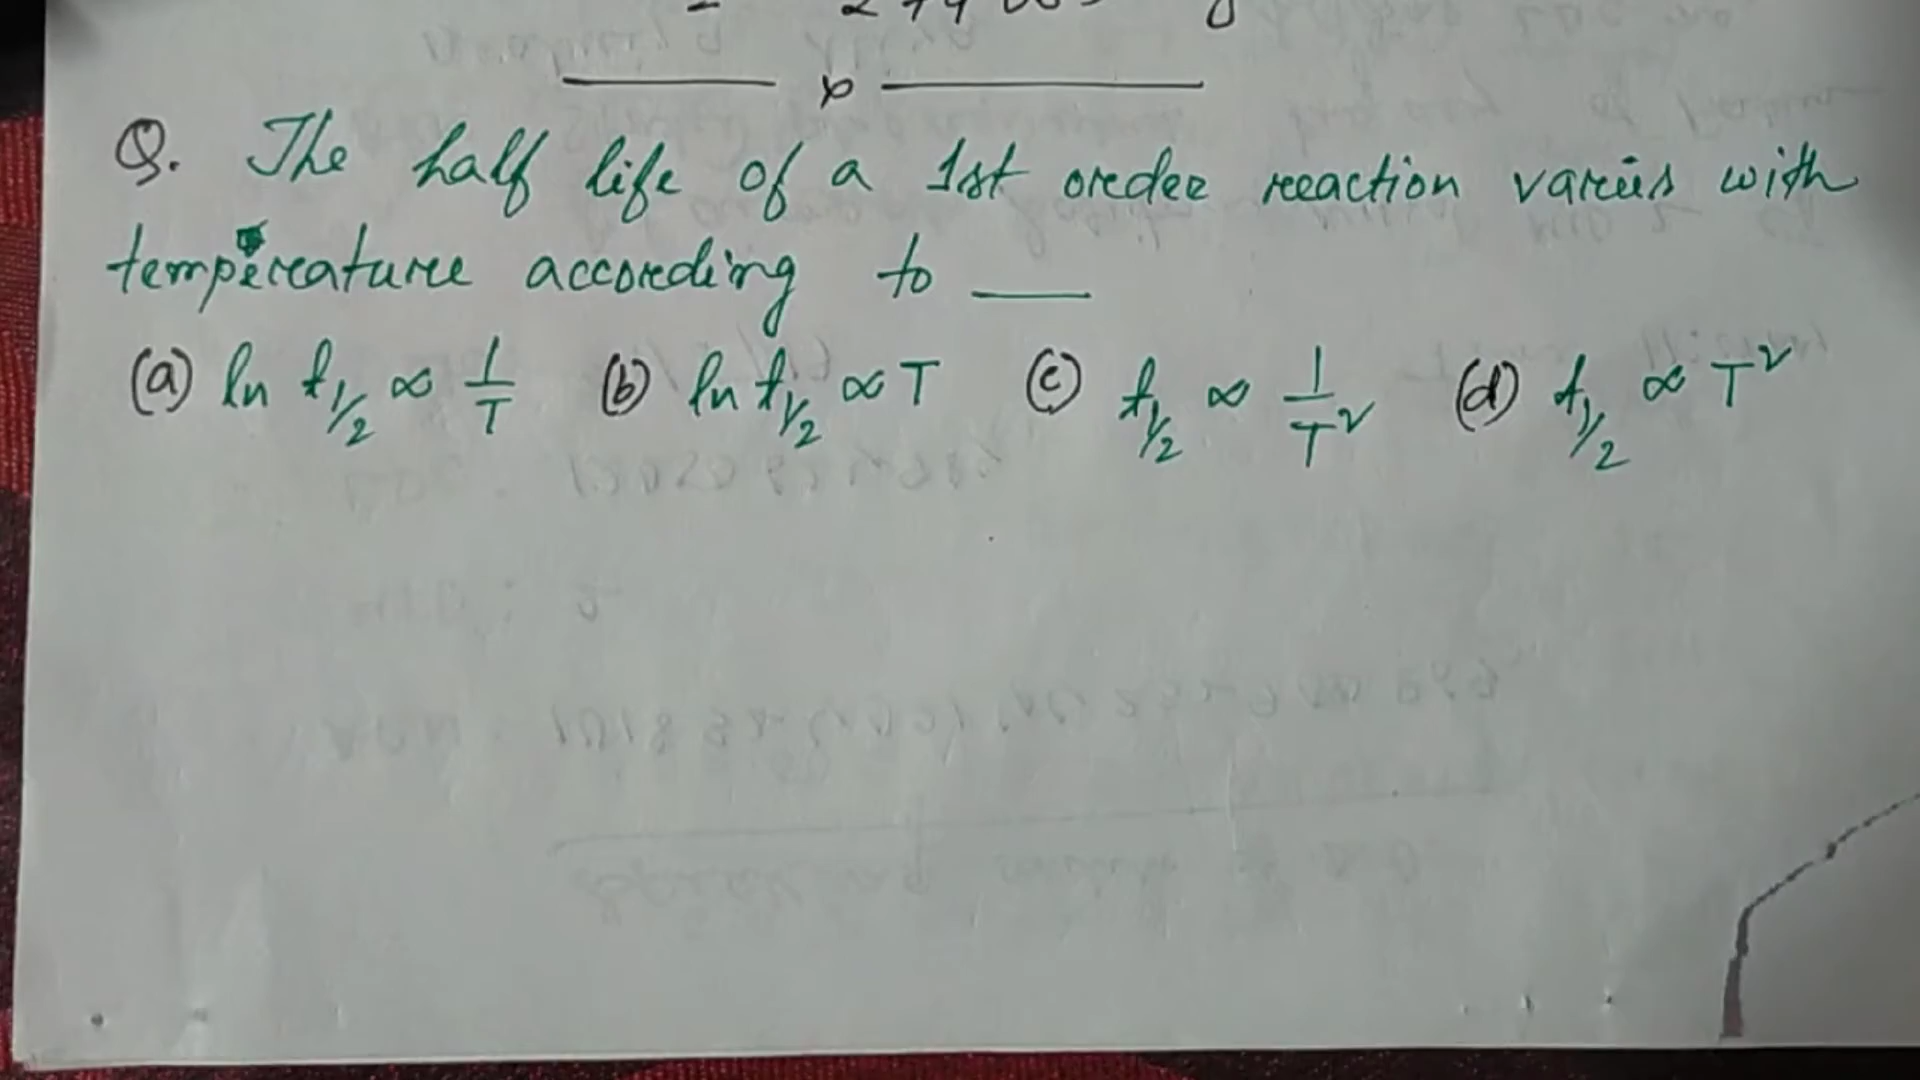 x
Q. The half life of a 1st order reaction varies with
temperature according to ___
(a) ln t1/2 ∝ 1/T (b) ln t1/2 ∝ T (c) t1/2 ∝ 1/T² (d) t1/2 ∝ T²